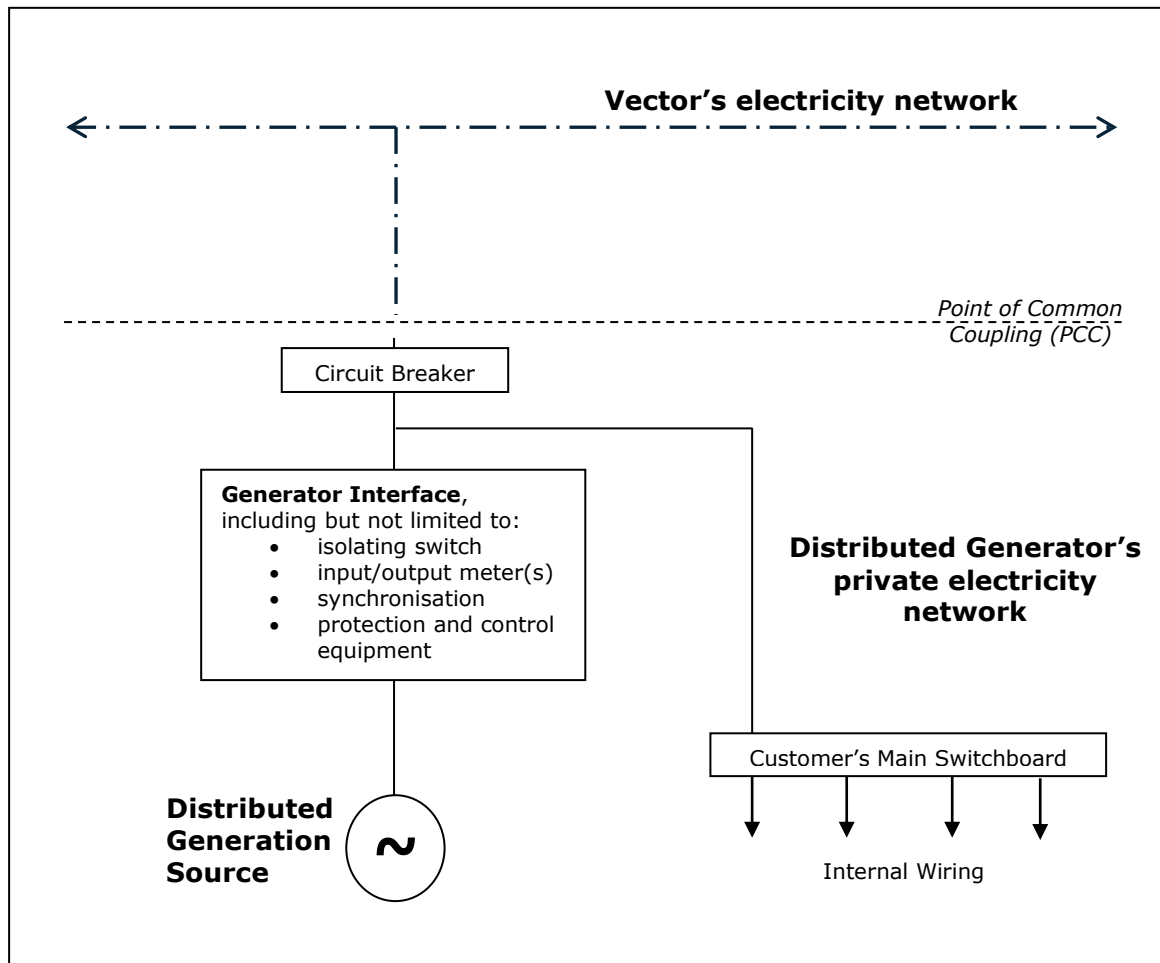 Vector’s electricity network
Point of Common
Coupling (PCC)
Circuit Breaker
Generator Interface,
including but not limited to:
• isolating switch
• input/output meter(s)
• synchronisation
• protection and control
equipment
Distributed Generator’s
private electricity
network
Customer’s Main Switchboard
Distributed
Generation
Source
~
Internal Wiring